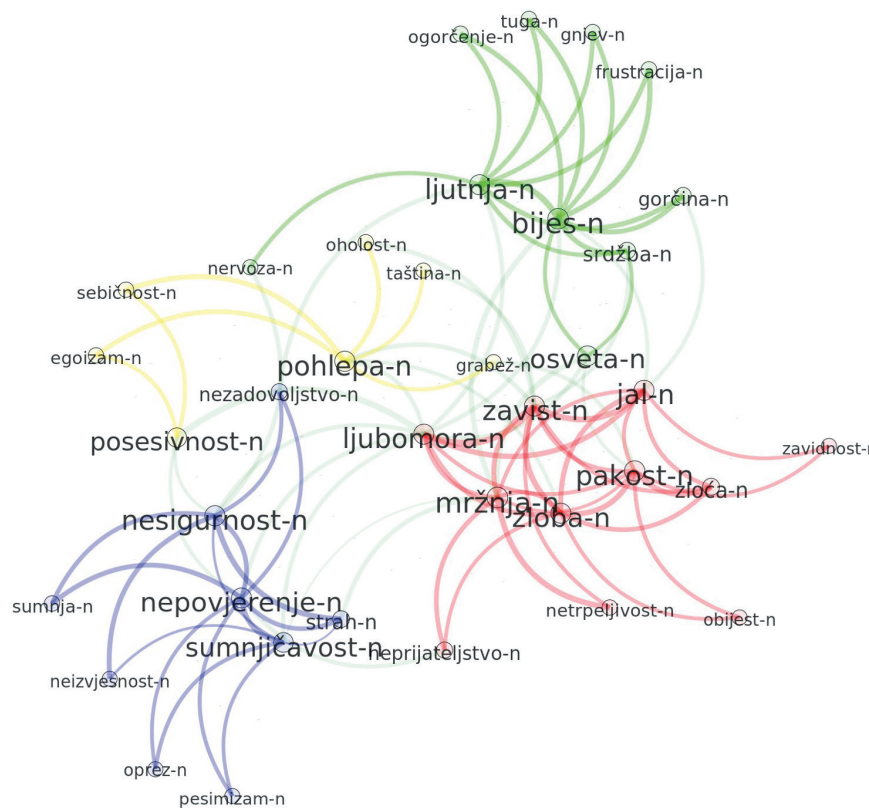 tuga-n
ogorčenje-n
gnjev-n
frustracija-n
ljutnja-n
gorčina-n
bijes-n
oholost-n
srdžba-n
nervoza-n
taština-n
sebičnost-n
egoizam-n
pohlepa-n
grabež-n
osveta-n
nezadovoljstvo-n
jal-n
zavist-n
posesivnost-n
ljubomora-n
zavidnost-n
pakost-n
zloća-n
mržnja-n
nesigurnost-n
zloba-n
sumnja-n
nepovjerenje-n
netrpeljivost-n
strah-n
obijest-n
sumnjičavost-n
neprijateljstvo-n
neizvjesnost-n
oprez-n
pesimizam-n